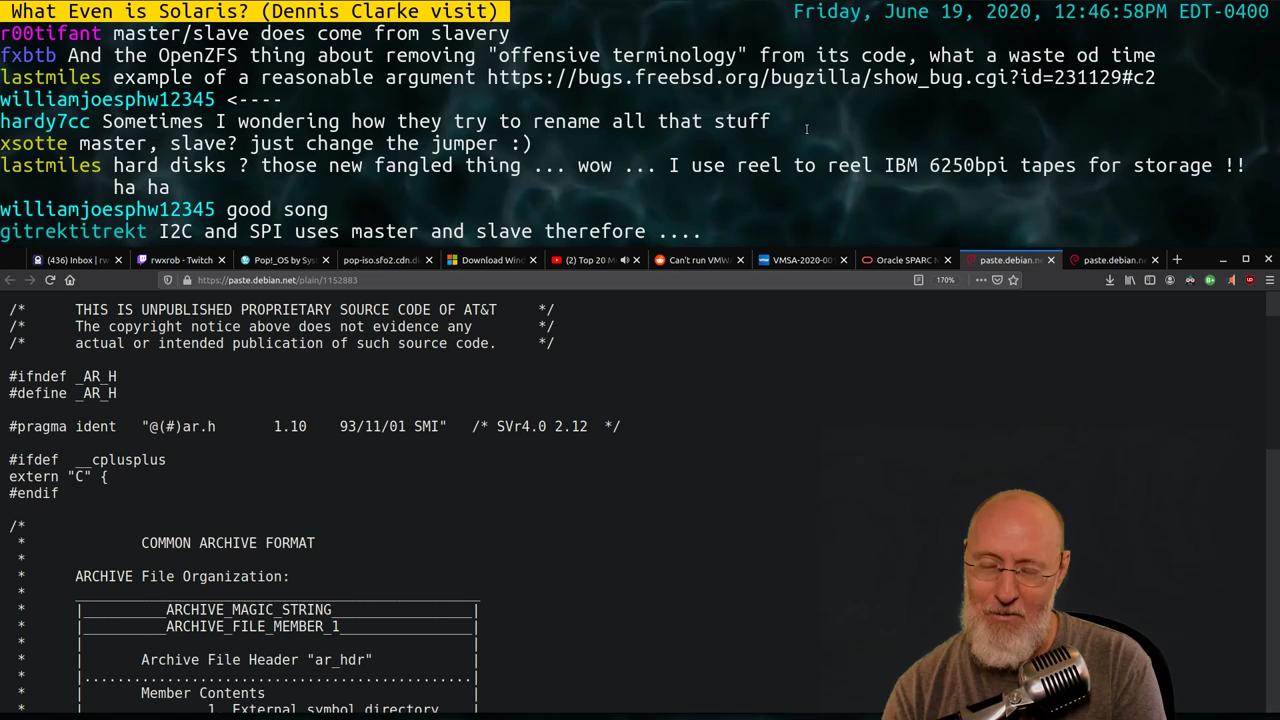 What Even is Solaris? (Dennis Clarke visit)
Friday, June 19, 2020, 12:46:58PM EDT-0400
r00tifant master/slave does come from slavery
fxbtb And the OpenZFS thing about removing "offensive terminology" from its code, what a waste od time
lastmiles example of a reasonable argument https://bugs.freebsd.org/bugzilla/show_bug.cgi?id=231129#c2
williamjoesphw12345 <----
hardy7cc Sometimes I wondering how they try to rename all that stuff
xsotte master, slave? just change the jumper :)
lastmiles hard disks ? those new fangled thing ... wow ... I use reel to reel IBM 6250bpi tapes for storage !!
ha ha
williamjoesphw12345 good song
gitrektitrekt I2C and SPI uses master and slave therefore ....
(436) Inbox | rw
rwxrob - Twitch
Pop!_OS by Sys
pop-iso.sfo2.cdn.di
Download Wind
(2) Top 20 M
Can't run VMWA
VMSA-2020-00
Oracle SPARC
paste.debian.ne
paste.debian.ne
https://paste.debian.net/plain/1152883
170%
/* THIS IS UNPUBLISHED PROPRIETARY SOURCE CODE OF AT&T */
/* The copyright notice above does not evidence any */
/* actual or intended publication of such source code. */
#ifndef _AR_H
#define _AR_H
#pragma ident "@(#)ar.h 1.10 93/11/01 SMI" /* SVr4.0 2.12 */
#ifdef __cplusplus
extern "C" {
#endif
/*
* COMMON ARCHIVE FORMAT
*
* ARCHIVE File Organization:
* _______________________________________________
* |__________ARCHIVE_MAGIC_STRING________________|
* |__________ARCHIVE_FILE_MEMBER_1_______________|
* | |
* | Archive File Header "ar_hdr" |
* |...............................................|
* | Member Contents |
* | 1. External symbol directory |